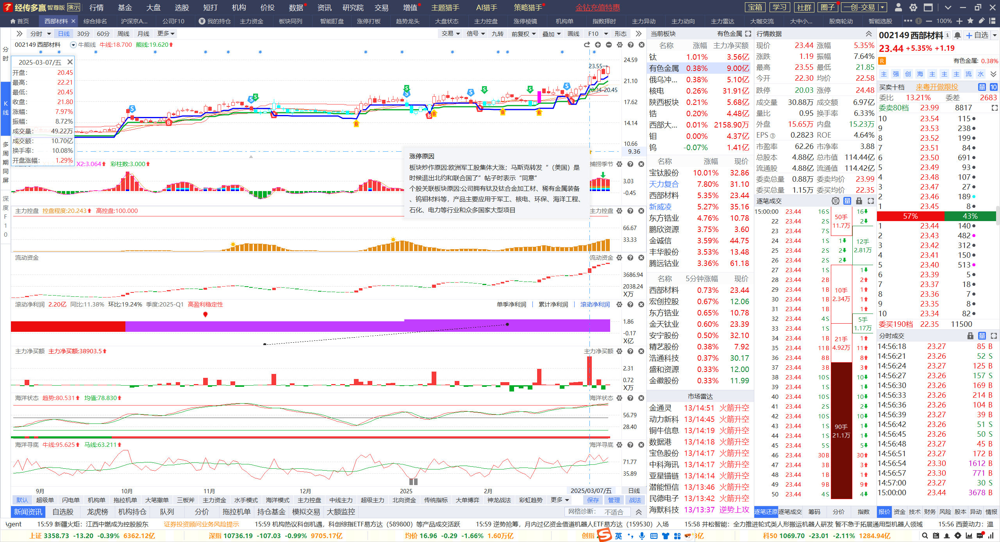 经传多赢 智尊版 演示 行情 基金 大盘 选股 短打 机构 价投 数据 资讯 研究院 交易 增值 主题猎手 AI猎手 策略猎手 金钻充值特惠 宝箱 学习 社群 圈子 一创-交易
首页 西部材料 综合排名 沪深京A... 公司F10 我的持仓 主力资金 板块同列 智能盯盘 涨停打板 趋势龙头 大盘状态 主力控盘 涨停棱镜 机构单 指数择时 主力异动 主力动向 主力雷达 大咖交流 大中小... 股商轮动 智能选股 100%
分时 日线 30分 60分 周线 月线 更多 交易 信号 九转 前复权 叠加 画线 F10 形态
分时
K线
多周期同屏
深度F10
002149 西部材料 牛熊线 牛线:18.700 熊线:19.620
2025-03-07/五
开盘: 20.45
最高: 22.21
最低: 20.45
收盘: 21.80
涨幅: 7.97%
振幅: 8.72%
成交量: 49.22万
成交额: 10.70亿
换手率: 10.08%
开盘涨幅: 1.29%
23.55
20.34-20.45
24.59
21.10
17.62
14.14
10.66
9.36
X2:3.064 彩柱数:3.000 捕捞季节
3.03
-0.45
涨停原因
板块炒作原因:欧洲军工股集体大涨；马斯克转发“（美国）是
时候退出北约和联合国了”帖子时表示“同意”
个股关联板块原因:公司拥有钛及钛合金加工材、稀有金属装备
、钨钼材料等，产品主要应用于军工、核电、环保、海洋工程、
石化、电力等行业和众多国家大型项目
主力控盘 控盘程度:20.243 高控盘:100.000 主力控盘
66.67
33.33
流动资金 流动资金
3686.94
2038.24
X万
滚动净利润 2.20亿 同比:11.38% 环比:19.24% 季度:2025-Q1 高盈利稳定性 单季净利润 | 累计净利润 | 滚动净利润
1.86
-0.17
X亿
主力净买额 主力净买额:38903.5 主力净买额
2.31
0.72
X万
海洋状态 趋势:80.531 均值:78.830 海洋状态
56.79
28.40
海洋寻底 牛线:95.625 马线:63.211 海洋寻底
71.77
35.89
9月 10月 11月 12月 2025 2月 2025/03/07/五 日线
默认 超级单 闪电单 机构单 拖拉机单 大笔撤单 三板斧 主力资金 水手模式 海洋模式 主力控盘 中线主力 超级主力 北向资金 传统指标 大单博弈 神龙战法 彩虹趋势 更多 保存 管理 战法
新闻资讯 自选股 龙虎榜 机构持仓 队列 分价 拖拉机单 持仓基金 模拟交易 大额监控 网格诊断: 不适合
当前板块 有色金属
名称 涨幅 主力净买额
钛 1.01% 3.56亿
有色金属 0.38% 9.00亿
俄乌冲... 0.38% 5.10亿
核电 0.26% 31.91亿
陕西板块 0.21% 5.68亿
锆 0.20% 4.48亿
西部大... 0.01% 2158.90万
钼 0.00% 4.37亿
钨 -0.07% 1.41亿
名称 涨幅 现价
宝钛股份 10.01% 32.86
天力复合 7.80% 31.10
西部材料 5.35% 23.44
新威凌 5.27% 35.16
东方锆业 4.76% 10.78
鹏欣资源 3.75% 3.60
金诚信 3.59% 44.75
丰华股份 3.53% 13.48
腾远钴业 3.36% 61.18
名称 5分钟涨幅 现价
西部材料 0.73% 23.44
宏创控股 0.67% 12.06
东方锆业 0.65% 10.78
金天钛业 0.60% 23.39
安宁股份 0.50% 32.10
精艺股份 0.38% 7.92
浩通科技 0.37% 30.17
盛和资源 0.33% 12.00
金徽股份 0.33% 11.99
市场雷达
金通灵 13/14:51 火箭升空
动力新科 13/14:45 火箭升空
铜牛信息 13/14:19 火箭升空
数据港 13/14:18 火箭升空
宝色股份 13/14:17 火箭升空
中科海讯 13/14:17 火箭升空
亚星锚链 13/14:14 火箭升空
潜能恒信 13/13:46 火箭升空
民德电子 13/13:42 火箭升空
海默科技 13/13:37 逆势上攻
行情数据
现价 23.44 涨幅 5.35%
涨跌 1.19 振幅 7.64%
最高 23.55 最低 21.85
今开 22.30 均价 22.58
跌停 20.03 涨停 24.48
成交量 30.88万 成交额 6.97亿
量比 0.95 换手率 6.33%
外盘 15.65万 内盘 15.23万
EPS③ 0.2823 ROE 4.64%
市盈率 62.26 市净率 3.88
总股本 4.88亿 总市值 114.44亿
流通股 4.88亿 流通值 114.42亿
委卖总量 0.88万 委卖均价 23.99
委买总量 1.15万 委买均价 22.35
逐笔成交 量
15:00:00 23.44 16 S 16
22 23.44 2 S 2
23 23.44 7 S
24 23.44 1 S 1
25 23.44 2 S 2
26 23.44 2 S 2
27 23.44 1 S 1
28 23.44 2 B 2
29 23.44 1 B 1
30 23.44 1 B 1
31 23.44 1 B 1
32 23.44 4 S
33 23.44 1 S
34 23.44 1 B 1
35 23.44 11 B 11
36 23.44 8 B 8
37 23.44 3 B 3
38 23.44 10 S 10
39 23.44 1 S 1
40 23.44 10 S 10
41 23.44 2 S 2
42 23.44 10 S 10
43 23.44 1 S 1
44 23.44 1 S 1
45 23.44 5 S 5
46 23.44 30 B 30
47 23.44 3 B 3
48 23.44 1 B 1
49 23.44 9 B 9
50 23.44 4 S 4
50手
11.7万
12手
2.81万
10手
2.34万
5手
1.17万
21手
4.92万
90手
21.1万
逐笔还原 逐笔成交 筹码 分价 指数
002149 西部材料 自选
23.44 +5.35% +1.19
R 有色金属: 0.38%
主 强 创 海 主 主 主 流 水
买卖十档 来粤开做跟投 量 10
委比 13.21% 委差 2683
委卖80档 23.99 8817
10 23.54 115
9 23.53 238
8 23.52 199
7 23.51 84
6 23.50 691
5 23.49 93
4 23.48 107
3 23.47 27
2 23.46 189
1 23.45 8
57% 43%
1 23.44 140
2 23.43 482
3 23.42 312
4 23.41 150
5 23.40 513
6 23.39 5
7 23.37 18
8 23.36 7
9 23.35 8
10 23.34 82
委买190档 22.35 11500
分时成交 量
14:56:18 23.27 85 B
14:56:21 23.26 52 S
14:56:24 23.27 125 B
14:56:27 23.26 157 S
14:56:30 23.26 169 B
14:56:33 23.26 214 B
14:56:36 23.26 104 B
14:56:39 23.27 39 B
14:56:42 23.26 51 S
14:56:45 23.26 50 S
14:56:48 23.27 45 B
14:56:51 23.27 172 B
14:56:54 23.30 1612 B
14:56:57 23.30 771 B
14:57:00 23.27 30 S
15:00:00 23.44 3678 B
报价 资金 技术 财务 风险 股本 异动 情报
Agent 15:59 新疆火炬：江西中燃成为控股股东 证券投资顾问业务风险提示 15:59 机构热议科创机遇，科创综指ETF易方达（589800）等产品成交活跃 15:59 逆势抢筹，月内过亿资金借道机器人ETF易方达（159530）入场 15:58 井松智能：全力推进轮式类人形搬运机器人研发 暂不急于拓展通用型机器人领域 15:56 西菱动力：温
上证 3358.73 -13.20 -0.39% 6362.12亿 深指 10736.19 -107.03 -0.99% 9705.17亿 均价 16.96 -0.29 -1.66% 1.60万亿 创指 英 亿 科50 1069.70 -23.01 -2.11% 1284.94亿